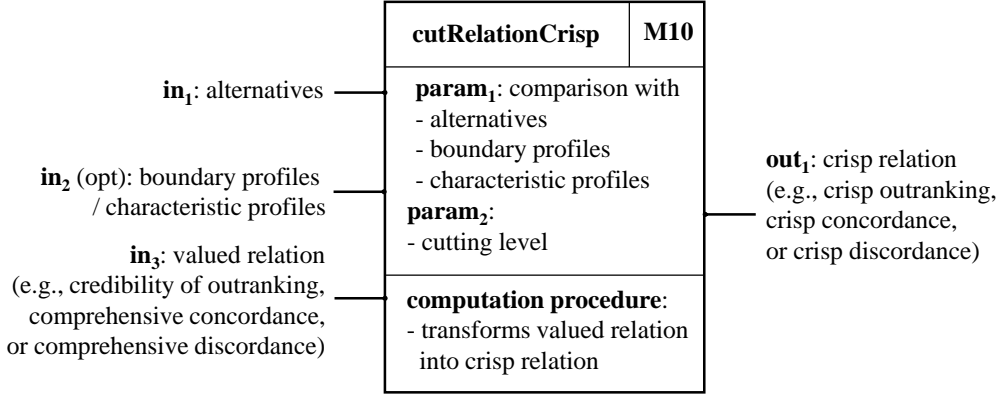 cutRelationCrisp M10
in1: alternatives
in2 (opt): boundary profiles
/ characteristic profiles
in3: valued relation
(e.g., credibility of outranking,
comprehensive concordance,
or comprehensive discordance)
param1: comparison with
- alternatives
- boundary profiles
- characteristic profiles
param2:
- cutting level
computation procedure:
- transforms valued relation
into crisp relation
out1: crisp relation
(e.g., crisp outranking,
crisp concordance,
or crisp discordance)